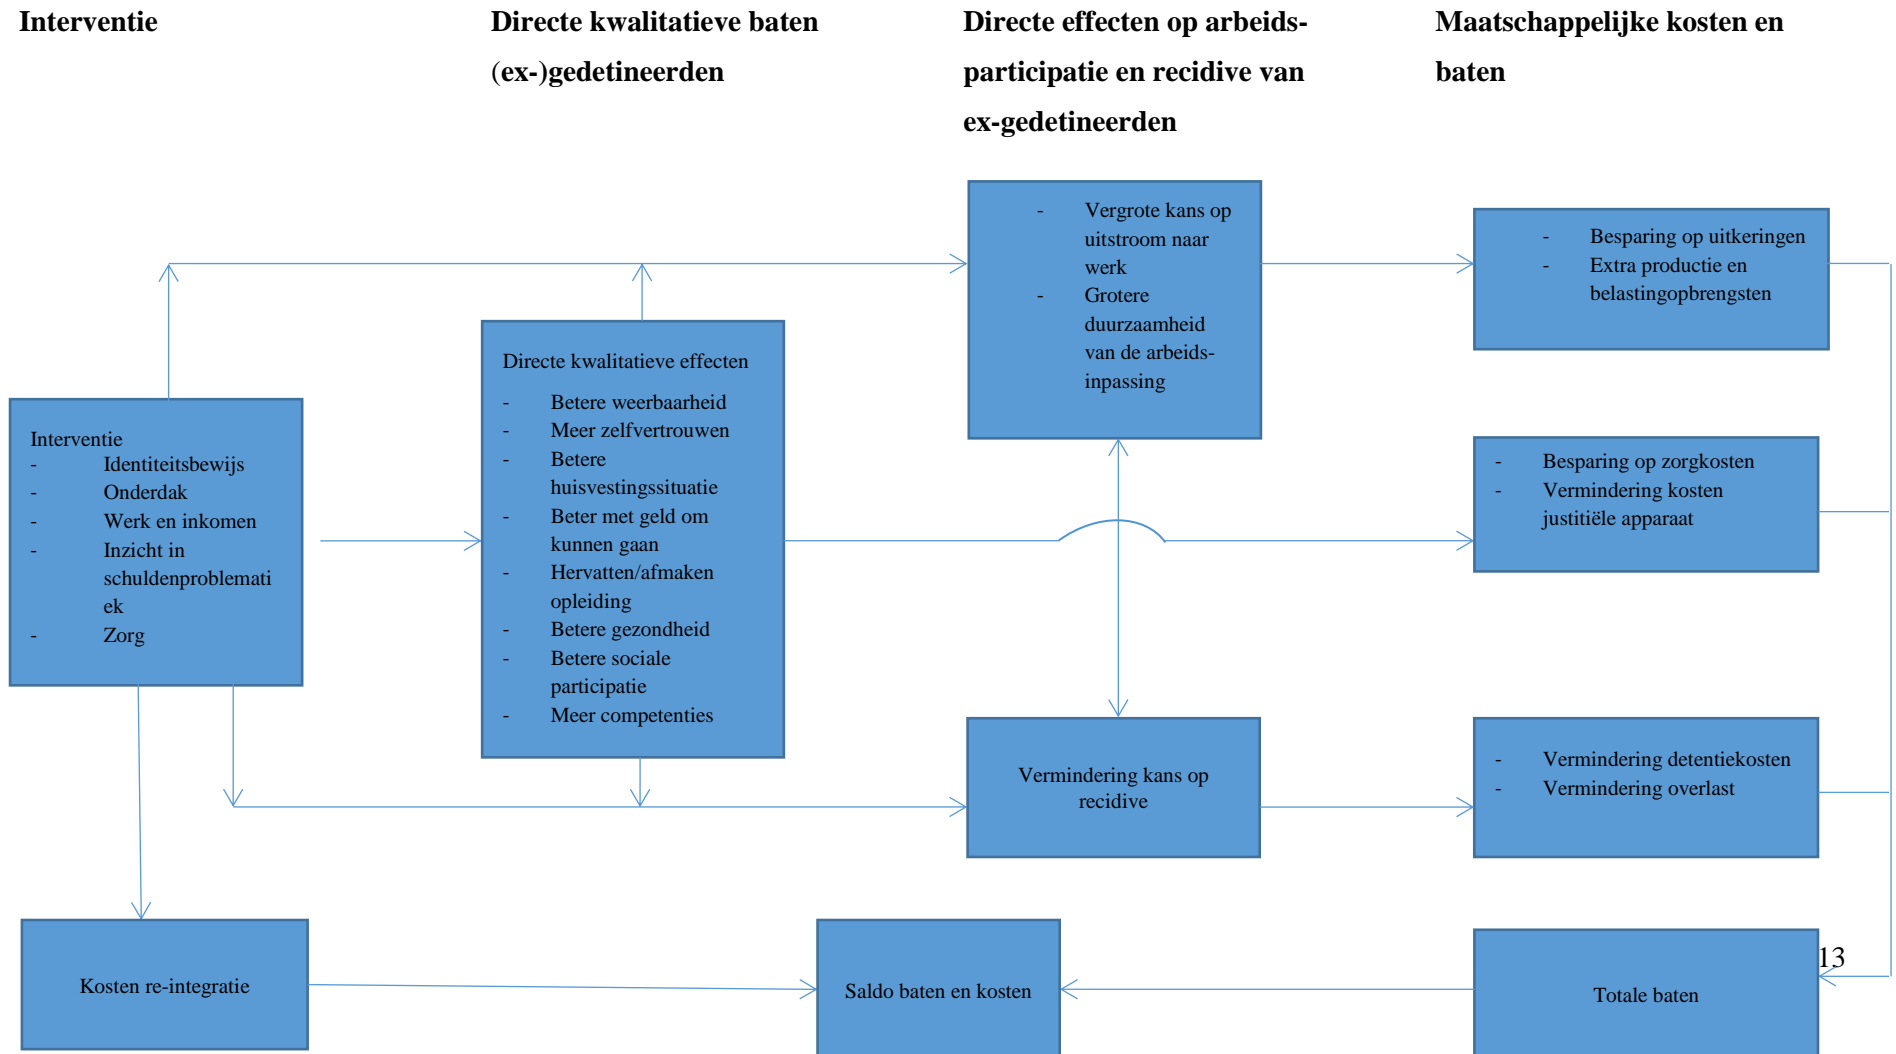 Interventie
Directe kwalitatieve baten
(ex-)gedetineerden
Directe effecten op arbeids-
participatie en recidive van
ex-gedetineerden
Maatschappelijke kosten en
baten
Interventie
- Identiteitsbewijs
- Onderdak
- Werk en inkomen
- Inzicht in
schuldenproblemati
ek
- Zorg
Directe kwalitatieve effecten
- Betere weerbaarheid
- Meer zelfvertrouwen
- Betere
huisvestingssituatie
- Beter met geld om
kunnen gaan
- Hervatten/afmaken
opleiding
- Betere gezondheid
- Betere sociale
participatie
- Meer competenties
- Vergrote kans op
uitstroom naar
werk
- Grotere
duurzaamheid
van de arbeids-
inpassing
Vermindering kans op
recidive
- Besparing op uitkeringen
- Extra productie en
belastingopbrengsten
- Besparing op zorgkosten
- Vermindering kosten
justitiële apparaat
- Vermindering detentiekosten
- Vermindering overlast
Kosten re-integratie
Saldo baten en kosten
Totale baten
13